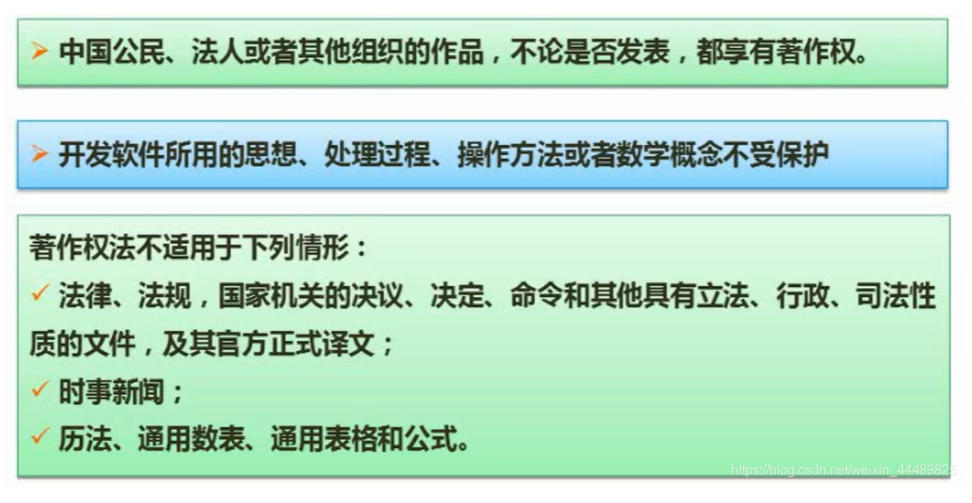 中国公民、法人或者其他组织的作品，不论是否发表，都享有著作权。
开发软件所用的思想、处理过程、操作方法或者数学概念不受保护
著作权法不适用于下列情形：
法律、法规，国家机关的决议、决定、命令和其他具有立法、行政、司法性
质的文件，及其官方正式译文；
时事新闻；
历法、通用数表、通用表格和公式。
https://blog.csdn.net/weixin_44489825